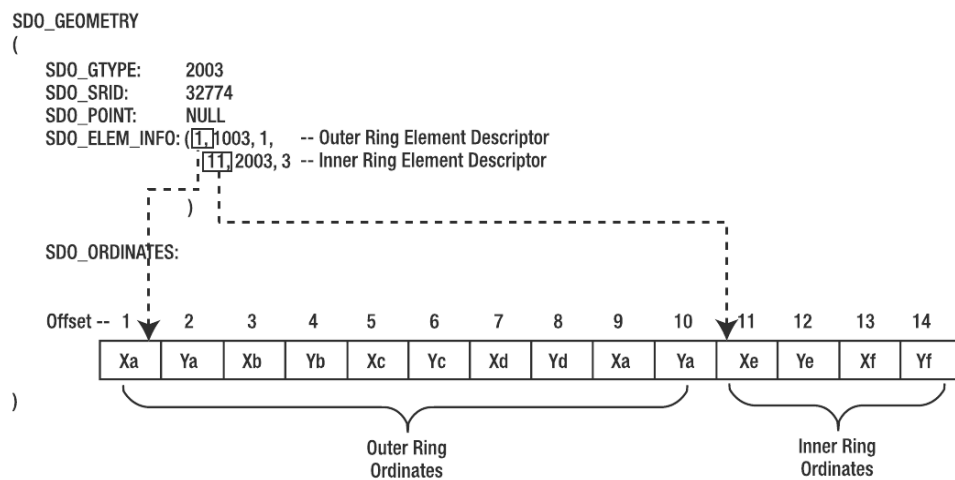 SDO_GEOMETRY
(
SDO_GTYPE: 2003
SDO_SRID: 32774
SDO_POINT: NULL
SDO_ELEM_INFO: (1, 1003, 1, -- Outer Ring Element Descriptor
11, 2003, 3 -- Inner Ring Element Descriptor
)
SDO_ORDINATES:
Offset -- 1 2 3 4 5 6 7 8 9 10 11 12 13 14
Xa Ya Xb Yb Xc Yc Xd Yd Xa Ya Xe Ye Xf Yf
)
Outer Ring Inner Ring
Ordinates Ordinates